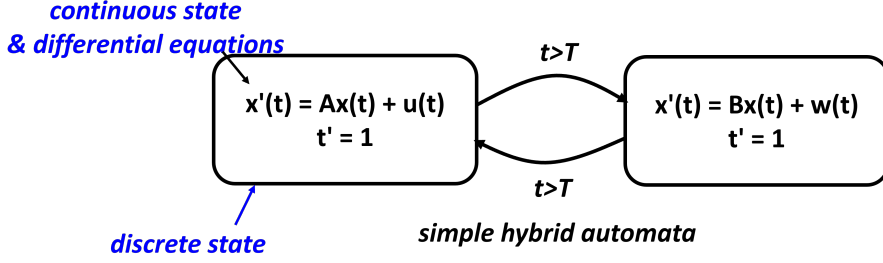 continuous state
& differential equations
t>T
x'(t) = Ax(t) + u(t)
t' = 1
x'(t) = Bx(t) + w(t)
t' = 1
t>T
discrete state
simple hybrid automata